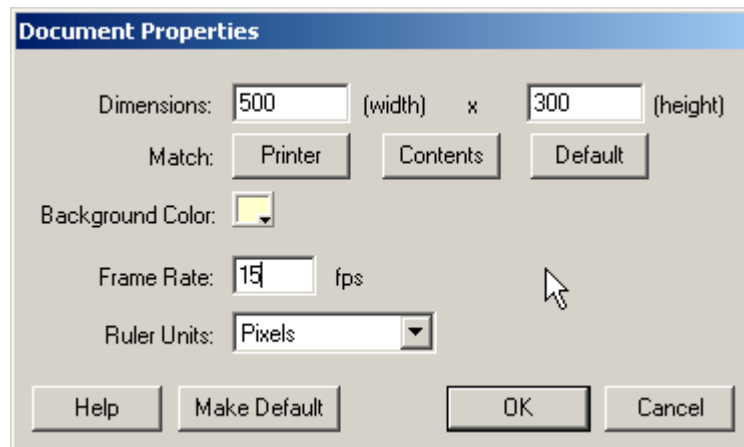 Document Properties
Dimensions: 500 (width) x 300 (height)
Match: Printer Contents Default
Background Color:
Frame Rate: 15 fps
Ruler Units: Pixels
Help Make Default OK Cancel